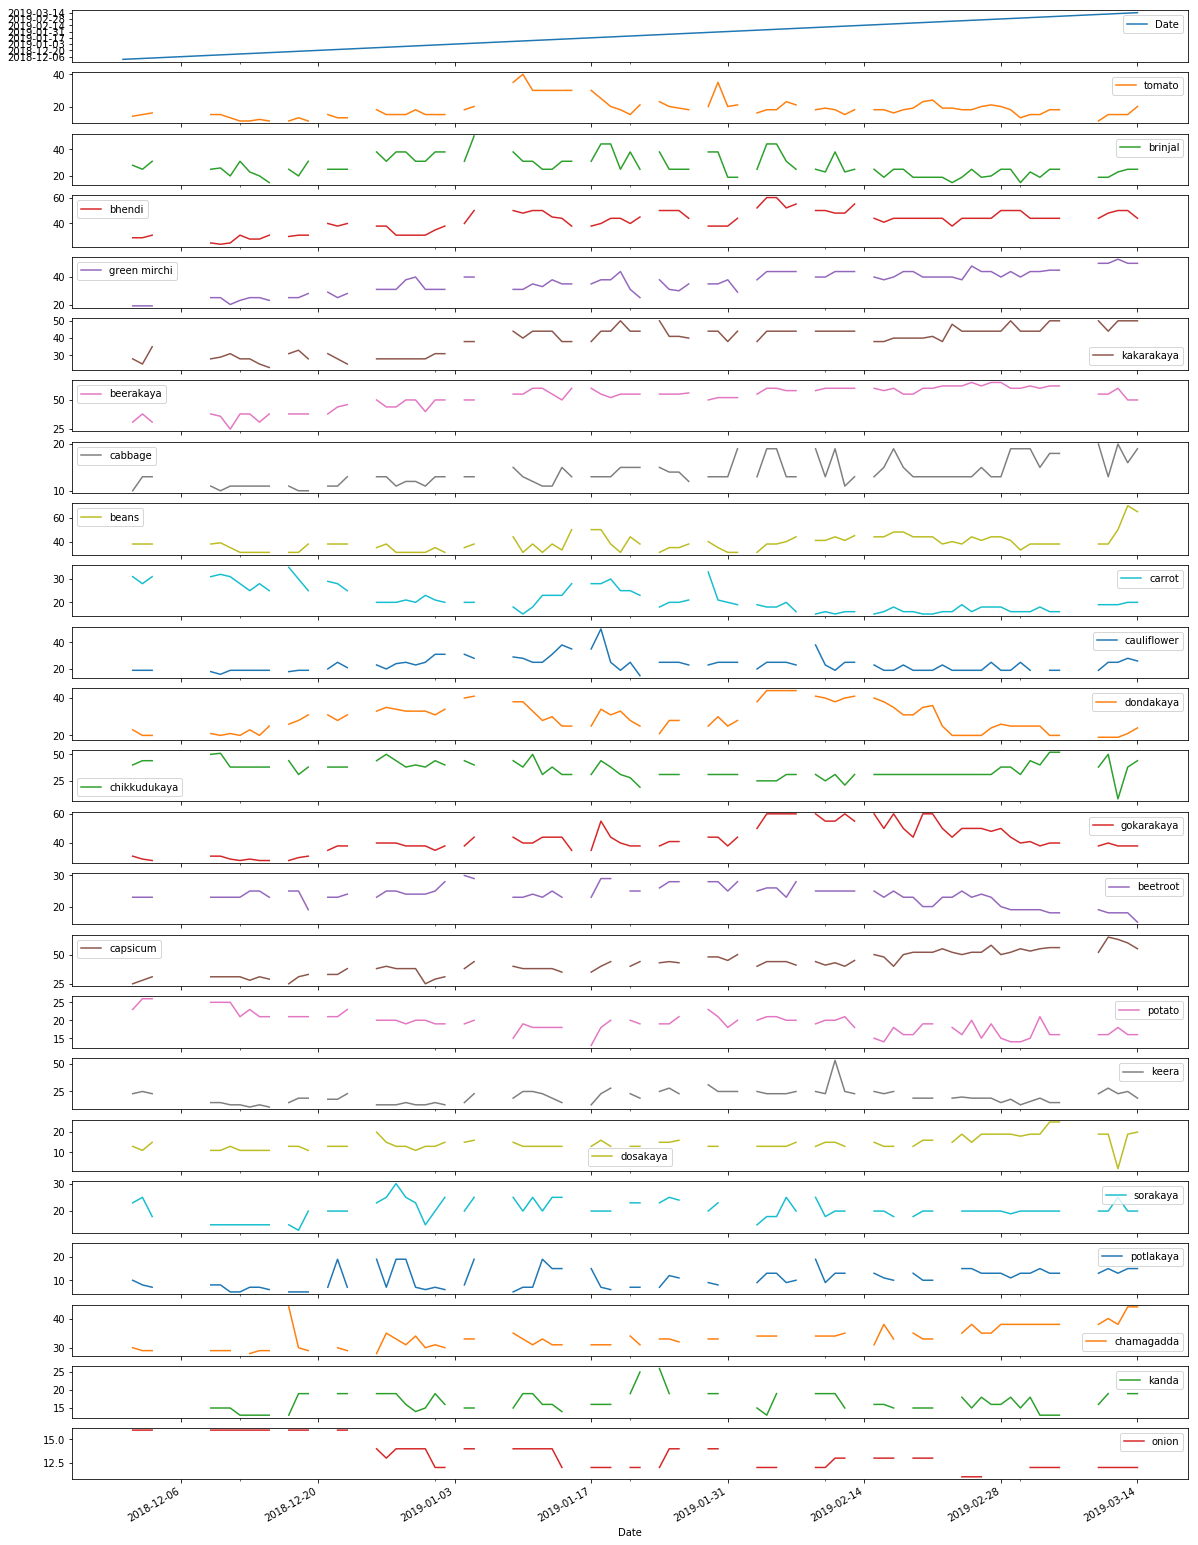 2019-03-14
2019-02-28
2019-02-14
2019-01-31
2019-01-17
2019-01-03
2018-12-20
2018-12-06
Date
40
20
tomato
40
20
brinjal
60
40
bhendi
40
20
green mirchi
50
40
30
kakarakaya
50
25
beerakaya
20
10
cabbage
60
40
beans
30
20
carrot
40
20
cauliflower
40
20
dondakaya
50
25
chikkudukaya
60
40
gokarakaya
30
20
beetroot
50
25
capsicum
25
20
15
potato
50
25
keera
20
10
dosakaya
30
20
sorakaya
20
10
potlakaya
40
30
chamagadda
25
20
15
kanda
15.0
12.5
onion
2018-12-06
2018-12-20
2019-01-03
2019-01-17
2019-01-31
2019-02-14
2019-02-28
2019-03-14
Date